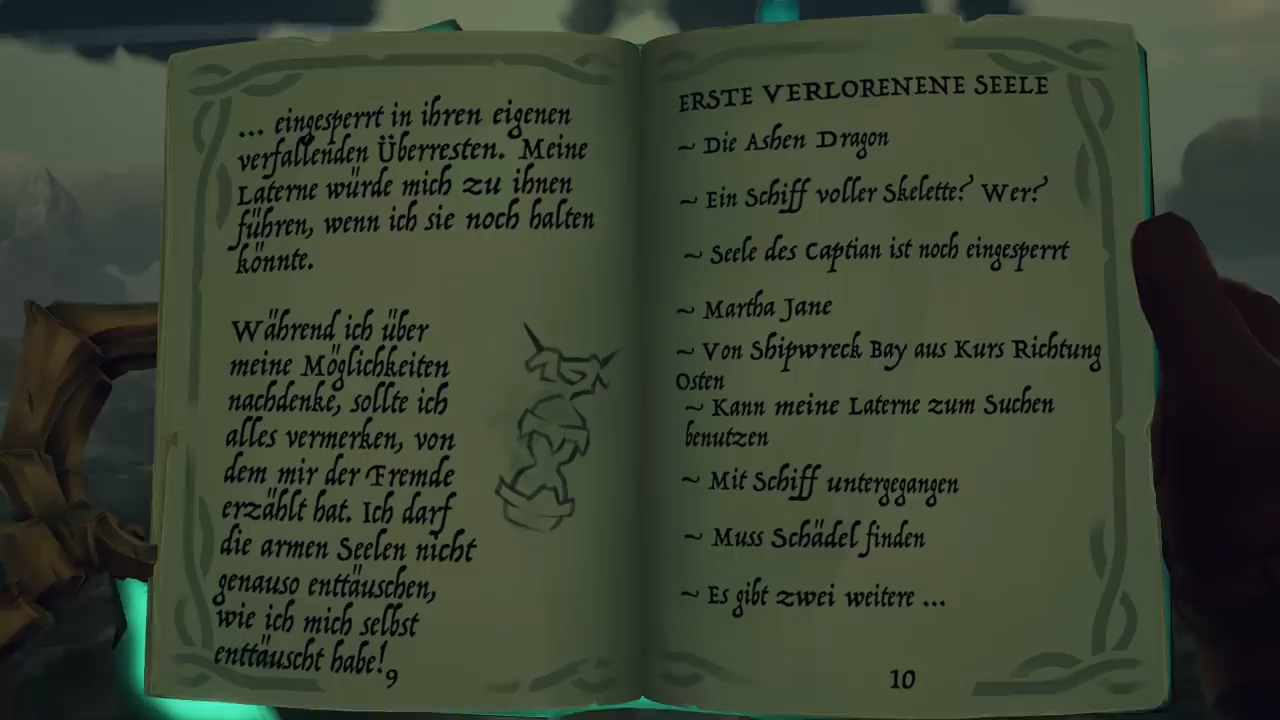 ... eingesperrt in ihren eigenen
verfallenden Überresten. Meine
Laterne würde mich zu ihnen
führen, wenn ich sie noch halten
könnte.
Während ich über
meine Möglichkeiten
nachdenke, sollte ich
alles vermerken, von
dem mir der Fremde
erzählt hat. Ich darf
die armen Seelen nicht
genauso enttäuschen,
wie ich mich selbst
enttäuscht habe!
9
ERSTE VERLORENENE SEELE
~ Die Ashen Dragon
~ Ein Schiff voller Skelette? Wer?
~ Seele des Captian ist noch eingesperrt
~ Martha Jane
~ Von Shipwreck Bay aus Kurs Richtung
Osten
~ Kann meine Laterne zum Suchen
benutzen
~ Mit Schiff untergegangen
~ Muss Schädel finden
~ Es gibt zwei weitere ...
10